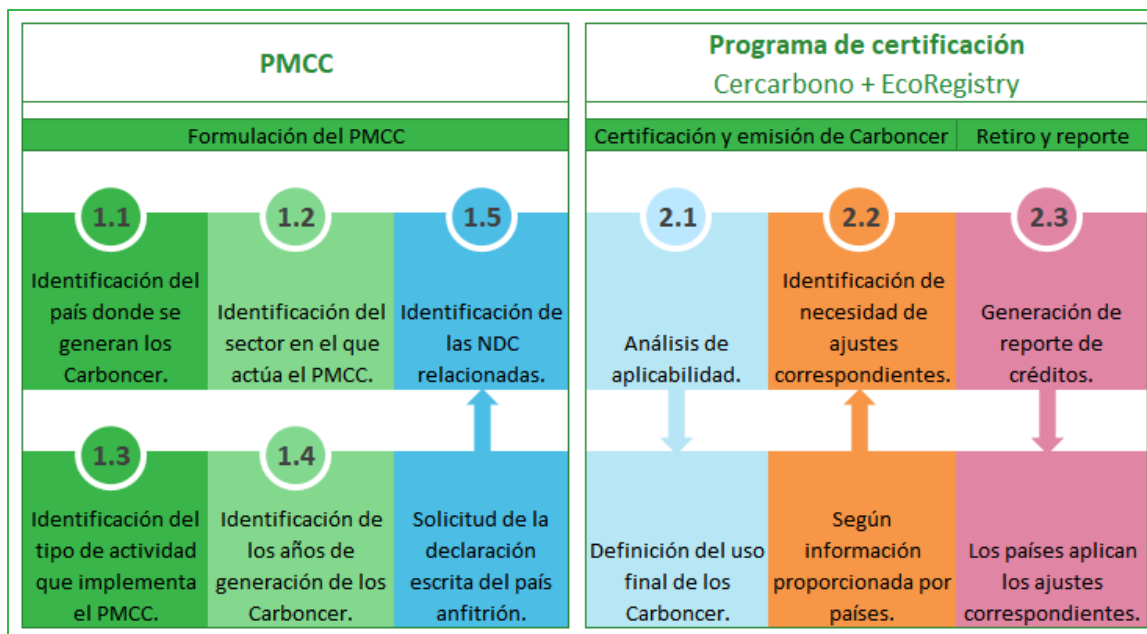 PMCC
Programa de certificación
Cercarbono + EcoRegistry
Formulación del PMCC
Certificación y emisión de Carboncer
Retiro y reporte
1.1
Identificación del
país donde se
generan los
Carboncer.
1.2
Identificación del
sector en el que
actúa el PMCC.
1.5
Identificación de
las NDC
relacionadas.
1.3
Identificación del
tipo de actividad
que implementa
el PMCC.
1.4
Identificación de
los años de
generación de los
Carboncer.
Solicitud de la
declaración
escrita del país
anfitrión.
2.1
Análisis de
aplicabilidad.
2.2
Identificación de
necesidad de
ajustes
correspondientes.
2.3
Generación de
reporte de
créditos.
Definición del uso
final de los
Carboncer.
Según
información
proporcionada por
países.
Los países aplican
los ajustes
correspondientes.